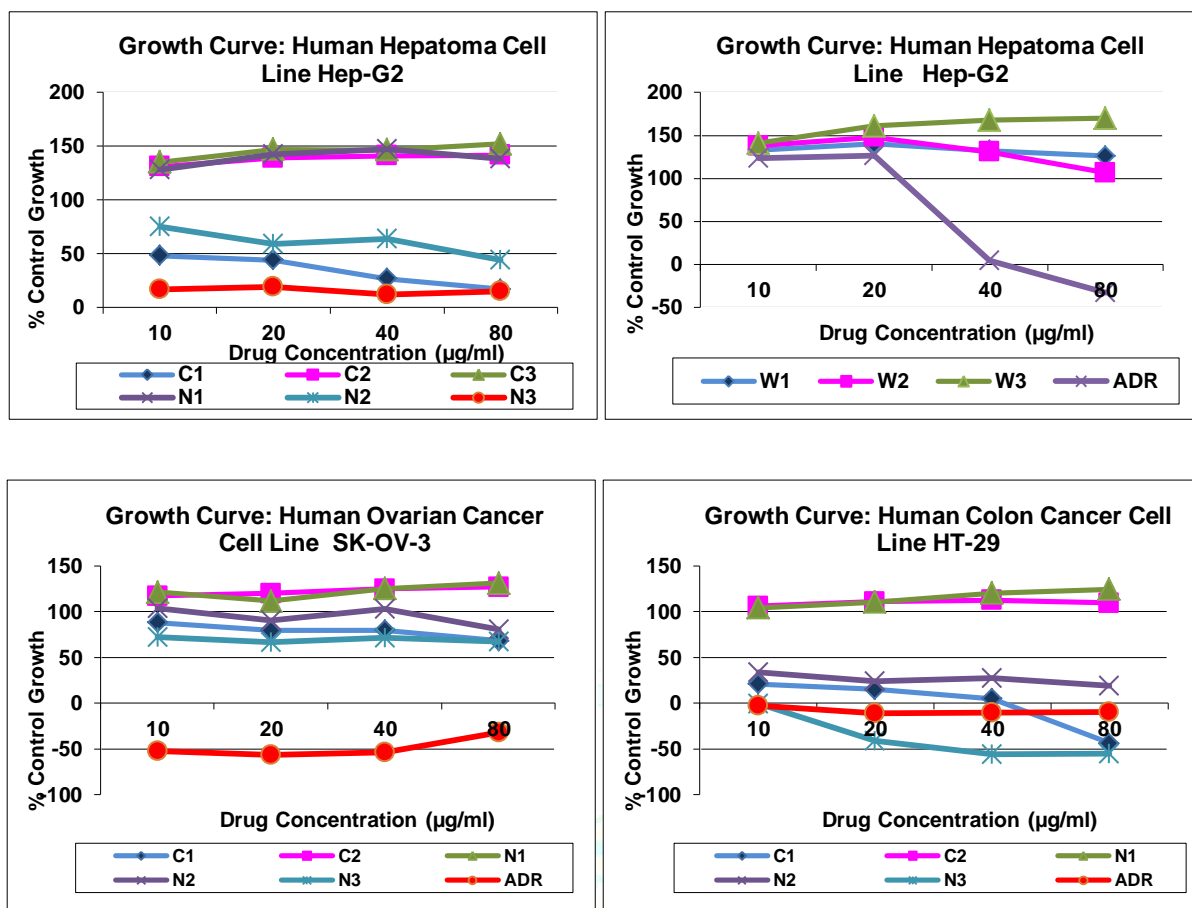 Growth Curve: Human Hepatoma Cell
Line Hep-G2
% Control Growth
200
150
100
50
0
10 20 40 80
Drug Concentration (µg/ml)
C1 C2 C3
N1 N2 N3
Growth Curve: Human Hepatoma Cell
Line Hep-G2
% Control Growth
200
150
100
50
0
-50
10 20 40 80
Drug Concentration (µg/ml)
W1 W2 W3 ADR
Growth Curve: Human Ovarian Cancer
Cell Line SK-OV-3
% Control Growth
150
100
50
0
-50
-100
10 20 40 80
Drug Concentration (µg/ml)
C1 C2 N1
N2 N3 ADR
Growth Curve: Human Colon Cancer Cell
Line HT-29
% Control Growth
150
100
50
0
-50
-100
10 20 40 80
Drug Concentration (µg/ml)
C1 C2 N1
N2 N3 ADR